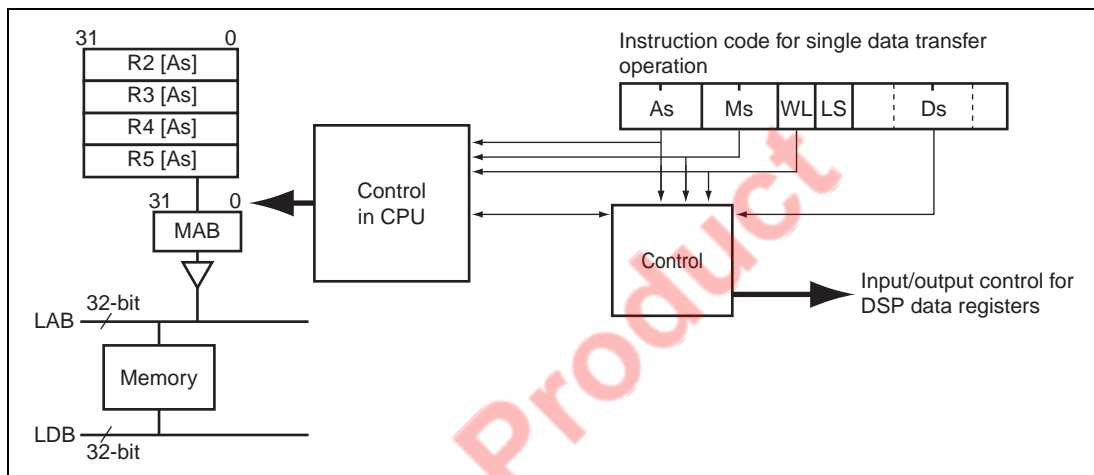 31 0
R2 [As]
R3 [As]
R4 [As]
R5 [As]
31 0
MAB
32-bit
LAB
Memory
LDB
32-bit
Control
in CPU
Instruction code for single data transfer
operation
As Ms WL LS Ds
Control
Input/output control for
DSP data registers
Product